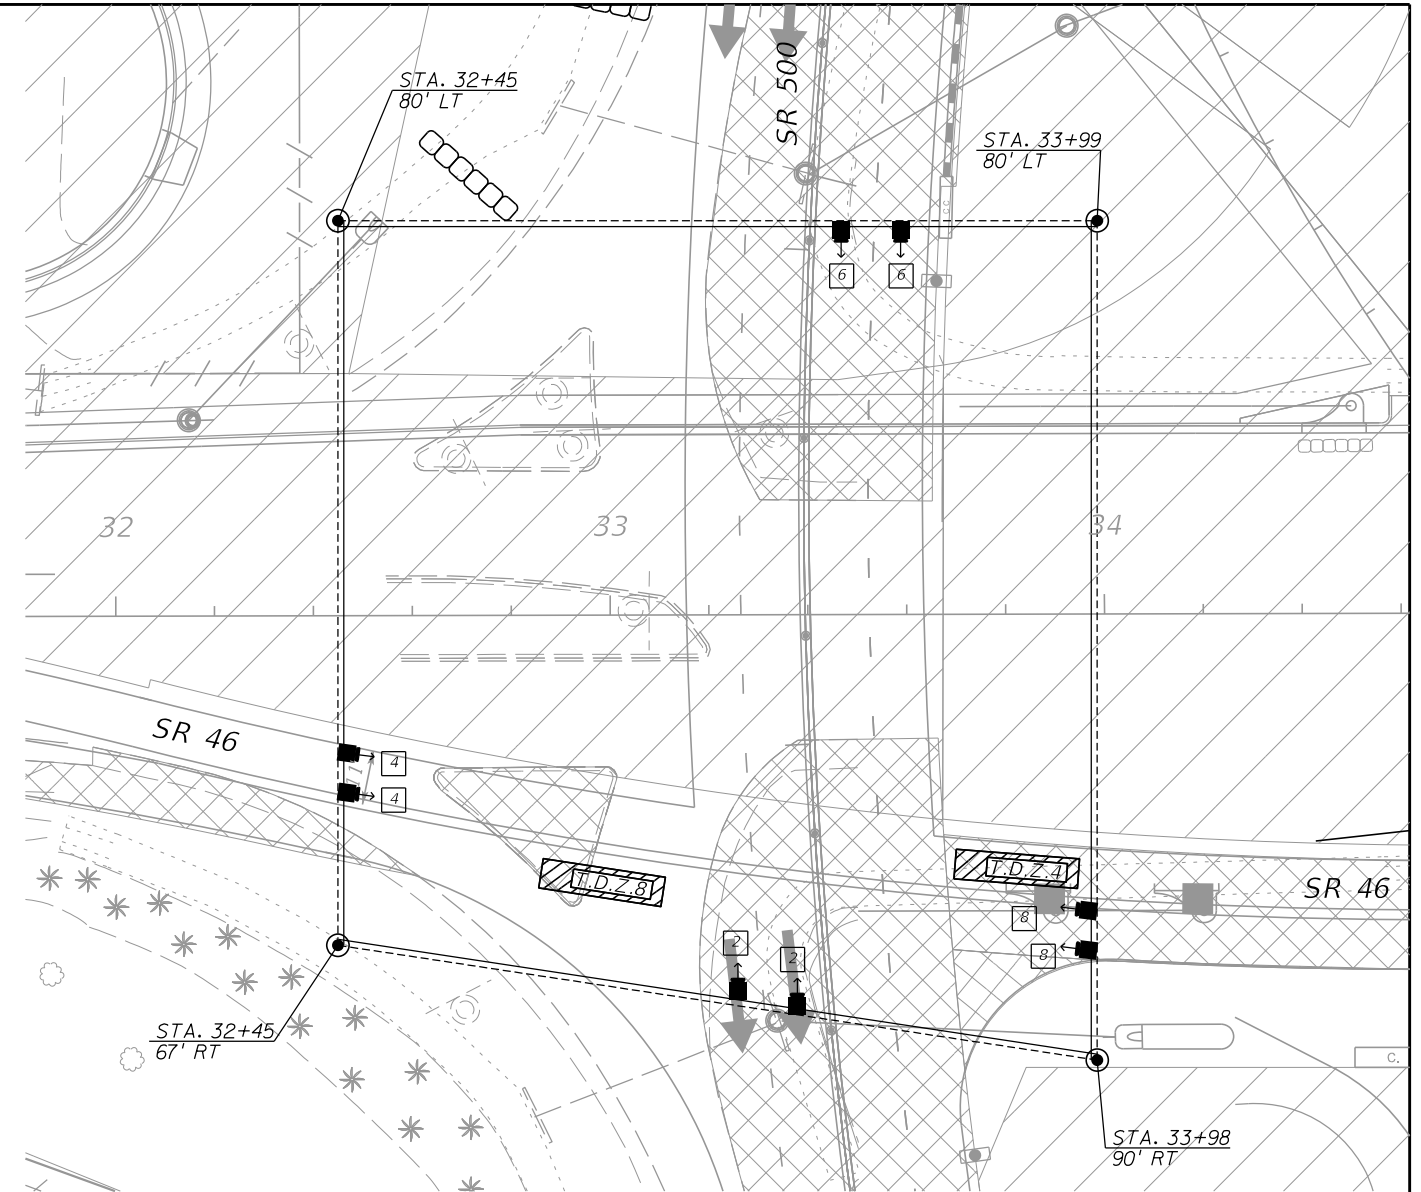 STA. 32+45
80' LT
SR 500
STA. 33+99
80' LT
CC
6
6
32
33
34
SR 46
4
4
T.D.Z.8
T.D.Z.4
SR 46
8
8
2
2
STA. 32+45
67' RT
C.
STA. 33+98
90' RT